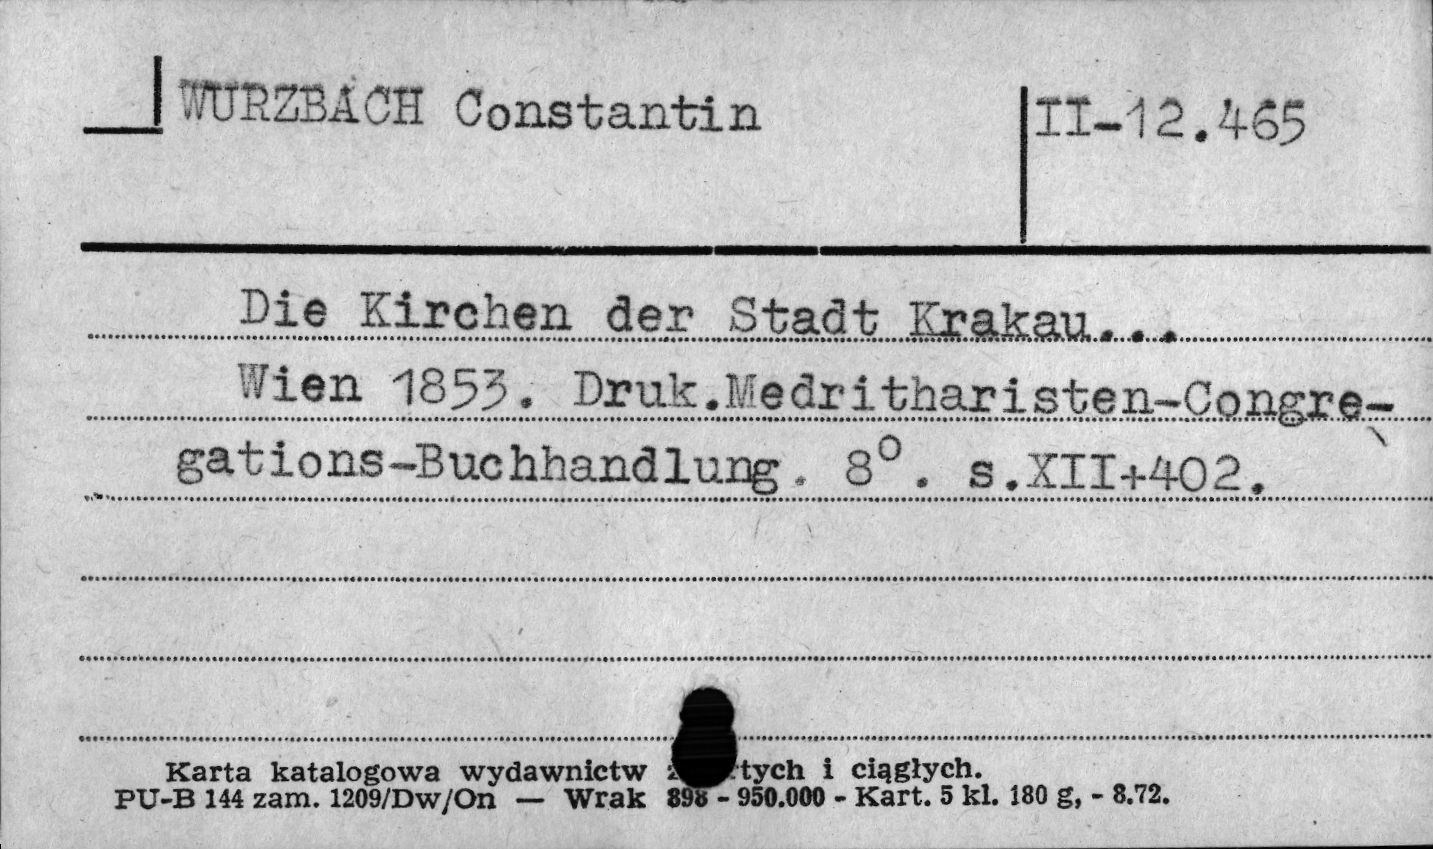 WURZBACH Constantin
II-12.465
Die Kirchen der Stadt Krakau...
Wien 1853. Druk.Medritharisten-Congre-
gations-Buchhandlung. 8° . s.XII+402.
Karta katalogowa wydawnictw i ciągłych.
PU-B 144 zam. 1209/Dw/On — Wrak 898 - 950.000 - Kart. 5 kl. 180 g, - 8.72.